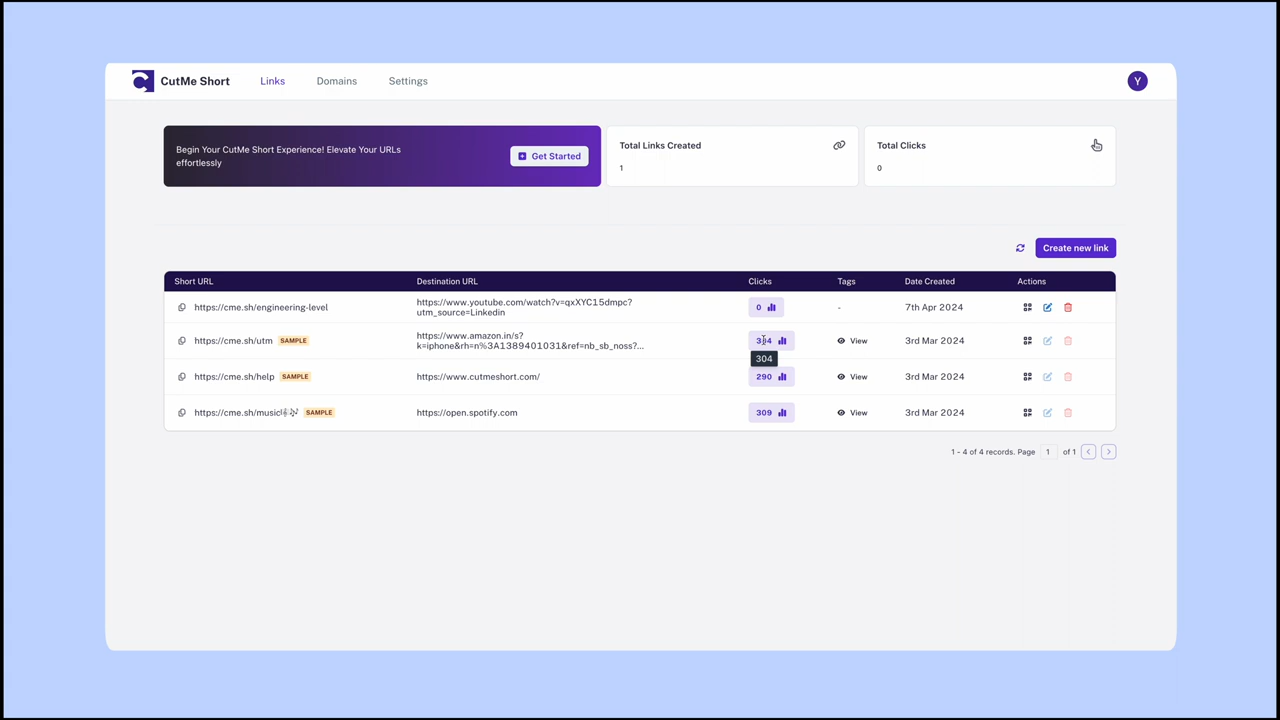 CutMe Short
Links
Domains
Settings
Y
Begin Your CutMe Short Experience! Elevate Your URLs
effortlessly
Get Started
Total Links Created
1
Total Clicks
0
Create new link
Short URL
Destination URL
Clicks
Tags
Date Created
Actions
https://cme.sh/engineering-level
https://www.youtube.com/watch?v=qxXYC15dmpc?
utm_source=Linkedin
0
-
7th Apr 2024
https://cme.sh/utm
SAMPLE
https://www.amazon.in/s?
k=iphone&rh=n%3A1389401031&ref=nb_sb_noss?...
304
View
3rd Mar 2024
304
https://cme.sh/help
SAMPLE
https://www.cutmeshort.com/
290
View
3rd Mar 2024
https://cme.sh/music🎼🎶
SAMPLE
https://open.spotify.com
309
View
3rd Mar 2024
1 - 4 of 4 records. Page
1
of 1